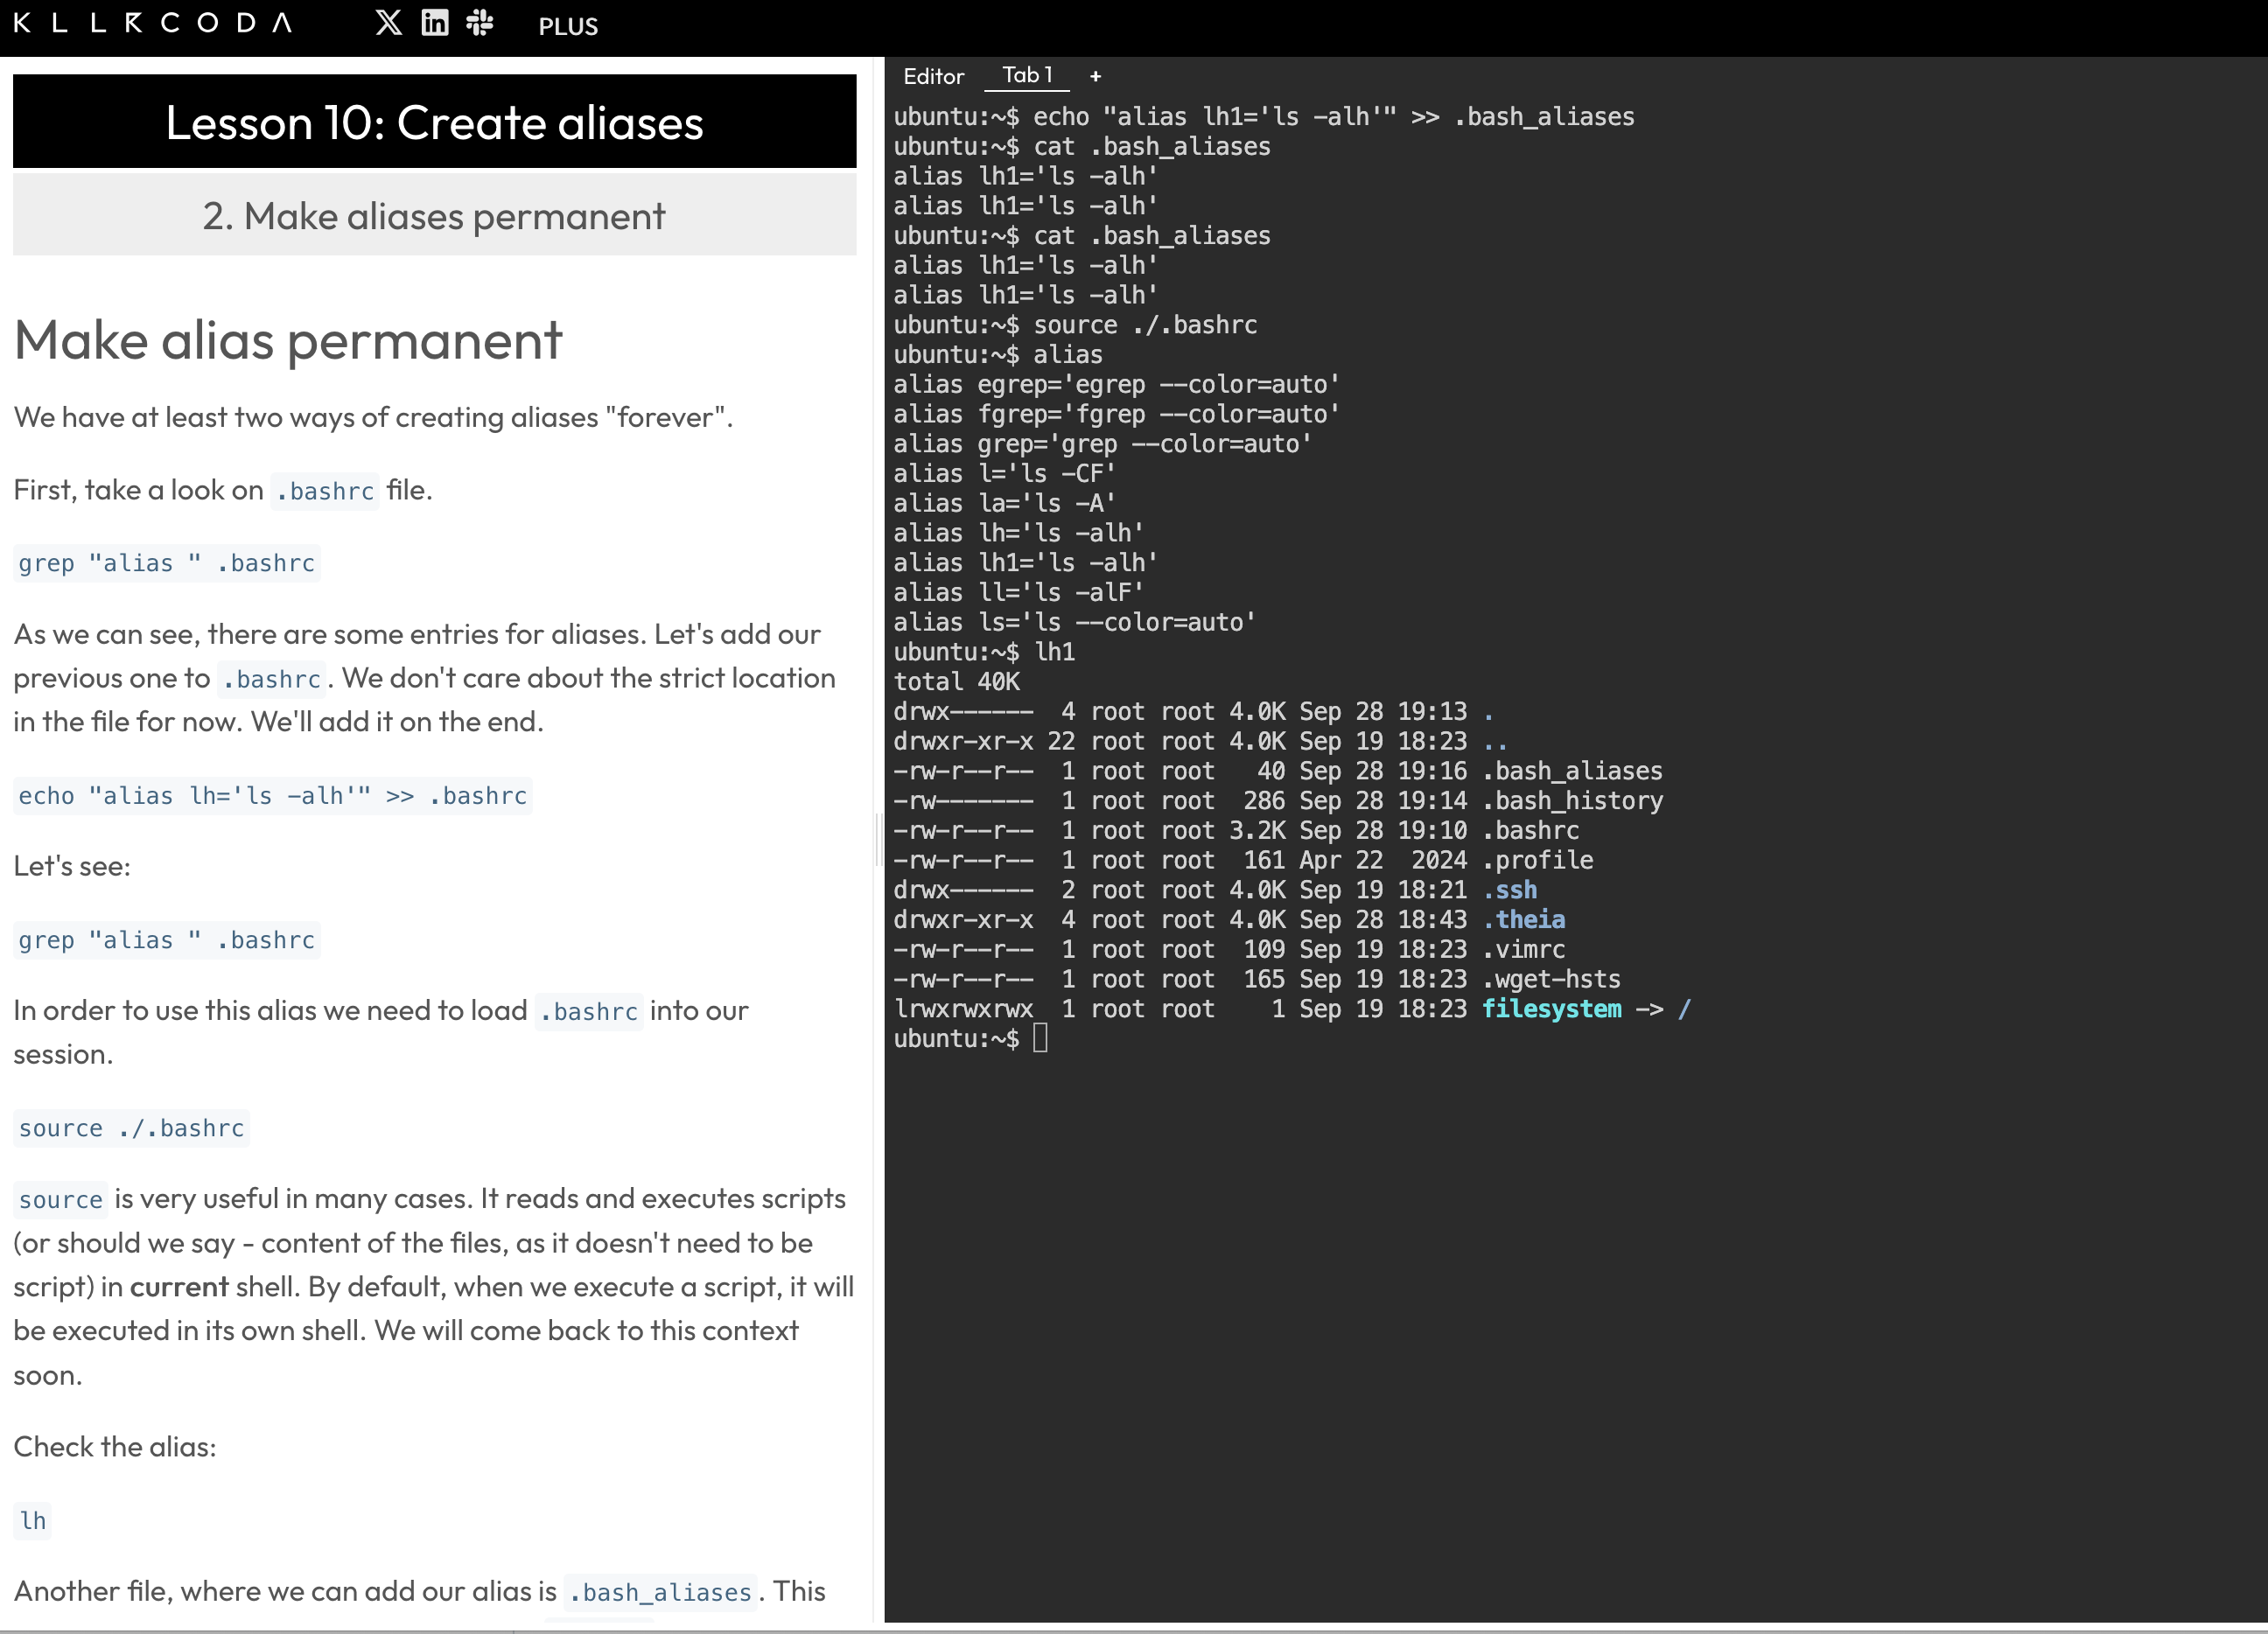 KLLRCODA PLUS
Lesson 10: Create aliases
2. Make aliases permanent
Make alias permanent
We have at least two ways of creating aliases "forever".
First, take a look on .bashrc file.
grep "alias " .bashrc
As we can see, there are some entries for aliases. Let's add our
previous one to .bashrc. We don't care about the strict location
in the file for now. We'll add it on the end.
echo "alias lh='ls -alh'" >> .bashrc
Let's see:
grep "alias " .bashrc
In order to use this alias we need to load .bashrc into our
session.
source ./.bashrc
source is very useful in many cases. It reads and executes scripts
(or should we say - content of the files, as it doesn't need to be
script) in current shell. By default, when we execute a script, it will
be executed in its own shell. We will come back to this context
soon.
Check the alias:
lh
Another file, where we can add our alias is .bash_aliases. This
Editor Tab 1 +
ubuntu:~$ echo "alias lh1='ls -alh'" >> .bash_aliases
ubuntu:~$ cat .bash_aliases
alias lh1='ls -alh'
alias lh1='ls -alh'
ubuntu:~$ cat .bash_aliases
alias lh1='ls -alh'
alias lh1='ls -alh'
ubuntu:~$ source ./.bashrc
ubuntu:~$ alias
alias egrep='egrep --color=auto'
alias fgrep='fgrep --color=auto'
alias grep='grep --color=auto'
alias l='ls -CF'
alias la='ls -A'
alias lh='ls -alh'
alias lh1='ls -alh'
alias ll='ls -alF'
alias ls='ls --color=auto'
ubuntu:~$ lh1
total 40K
drwx------  4 root root 4.0K Sep 28 19:13 .
drwxr-xr-x 22 root root 4.0K Sep 19 18:23 ..
-rw-r--r--  1 root root   40 Sep 28 19:16 .bash_aliases
-rw-------  1 root root  286 Sep 28 19:14 .bash_history
-rw-r--r--  1 root root 3.2K Sep 28 19:10 .bashrc
-rw-r--r--  1 root root  161 Apr 22  2024 .profile
drwx------  2 root root 4.0K Sep 19 18:21 .ssh
drwxr-xr-x  4 root root 4.0K Sep 28 18:43 .theia
-rw-r--r--  1 root root  109 Sep 19 18:23 .vimrc
-rw-r--r--  1 root root  165 Sep 19 18:23 .wget-hsts
lrwxrwxrwx  1 root root    1 Sep 19 18:23 filesystem -> /
ubuntu:~$